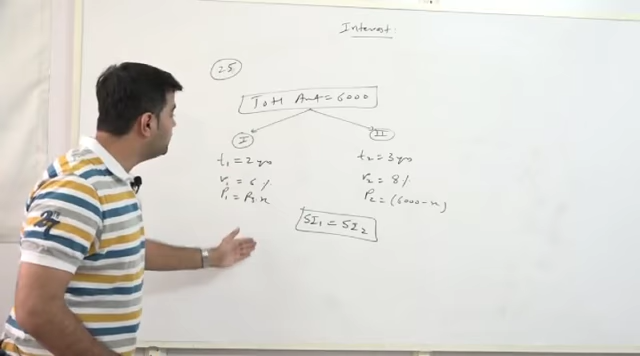 Interest:
25
Total Amt = 6000
I
II
t₁ = 2 yrs
t₂ = 3 yrs
r₁ = 6 %
r₂ = 8 %
P₁ = Rs. x
P₂ = (6000 - x)
SI₁ = SI₂